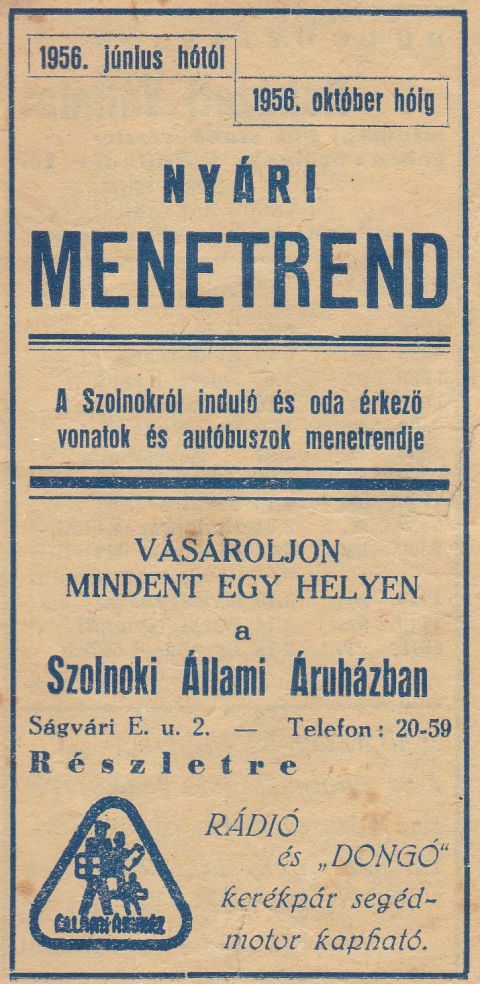 1956. június hótól
1956. október hóig
NYÁRI
MENETREND
A Szolnokról induló és oda érkező
vonatok és autóbuszok menetrendje
VÁSÁROLJON
MINDENT EGY HELYEN
a
Szolnoki Állami Áruházban
Ságvári E. u. 2. — Telefon: 20-59
Részletre
RÁDIÓ
és „DONGÓ"
kerékpár segéd-
motor kapható.
ÁLLAMI ÁRUHÁZ